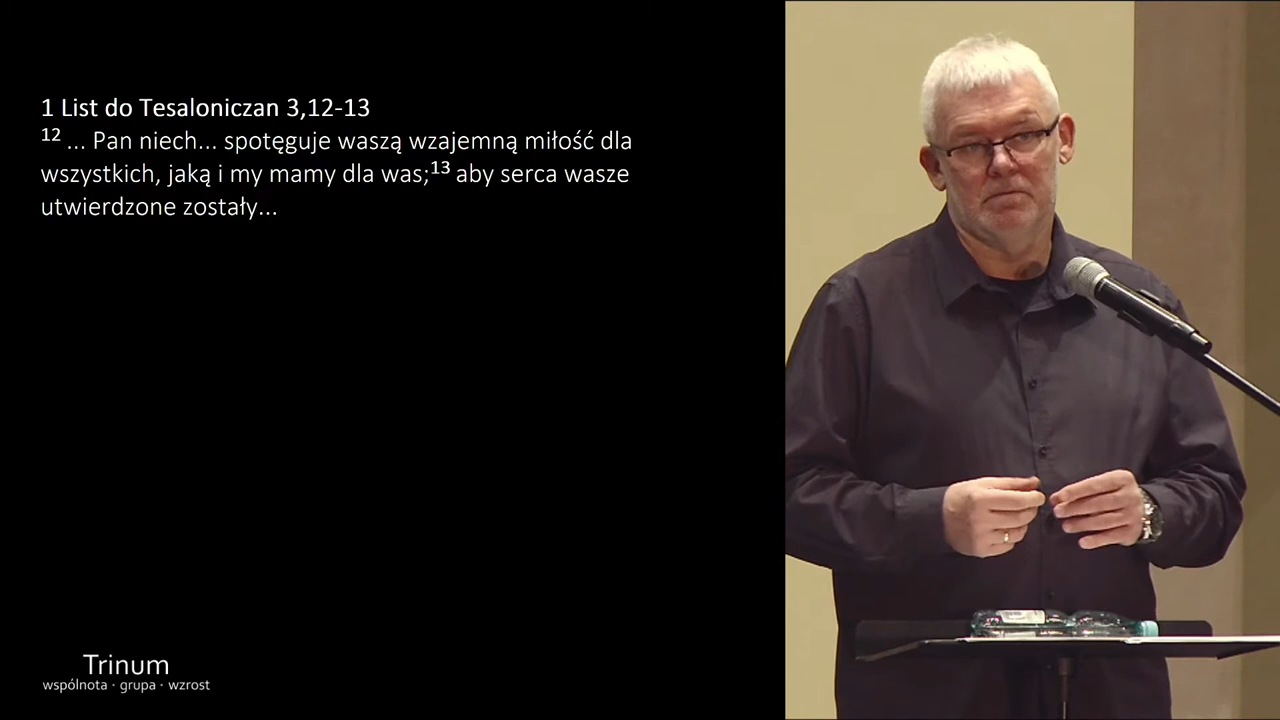 1 List do Tesaloniczan 3,12-13
12 ... Pan niech... spotęguje waszą wzajemną miłość dla
wszystkich, jaką i my mamy dla was;13 aby serca wasze
utwierdzone zostały...
Trinum
wspólnota · grupa · wzrost